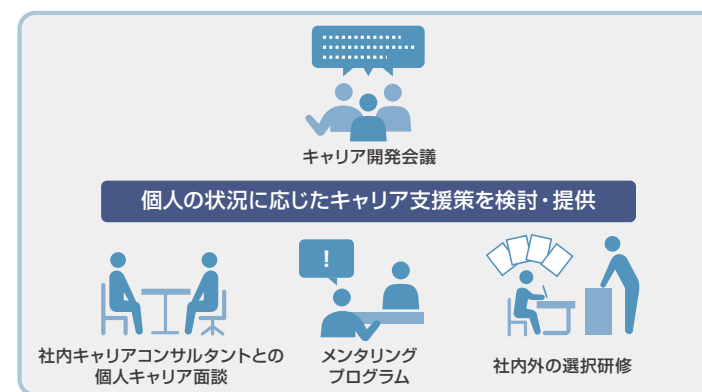 キャリア開発会議
個人の状況に応じたキャリア支援策を検討・提供
!
社内キャリアコンサルタントとの
個人キャリア面談
メンタリング
プログラム
社内外の選択研修